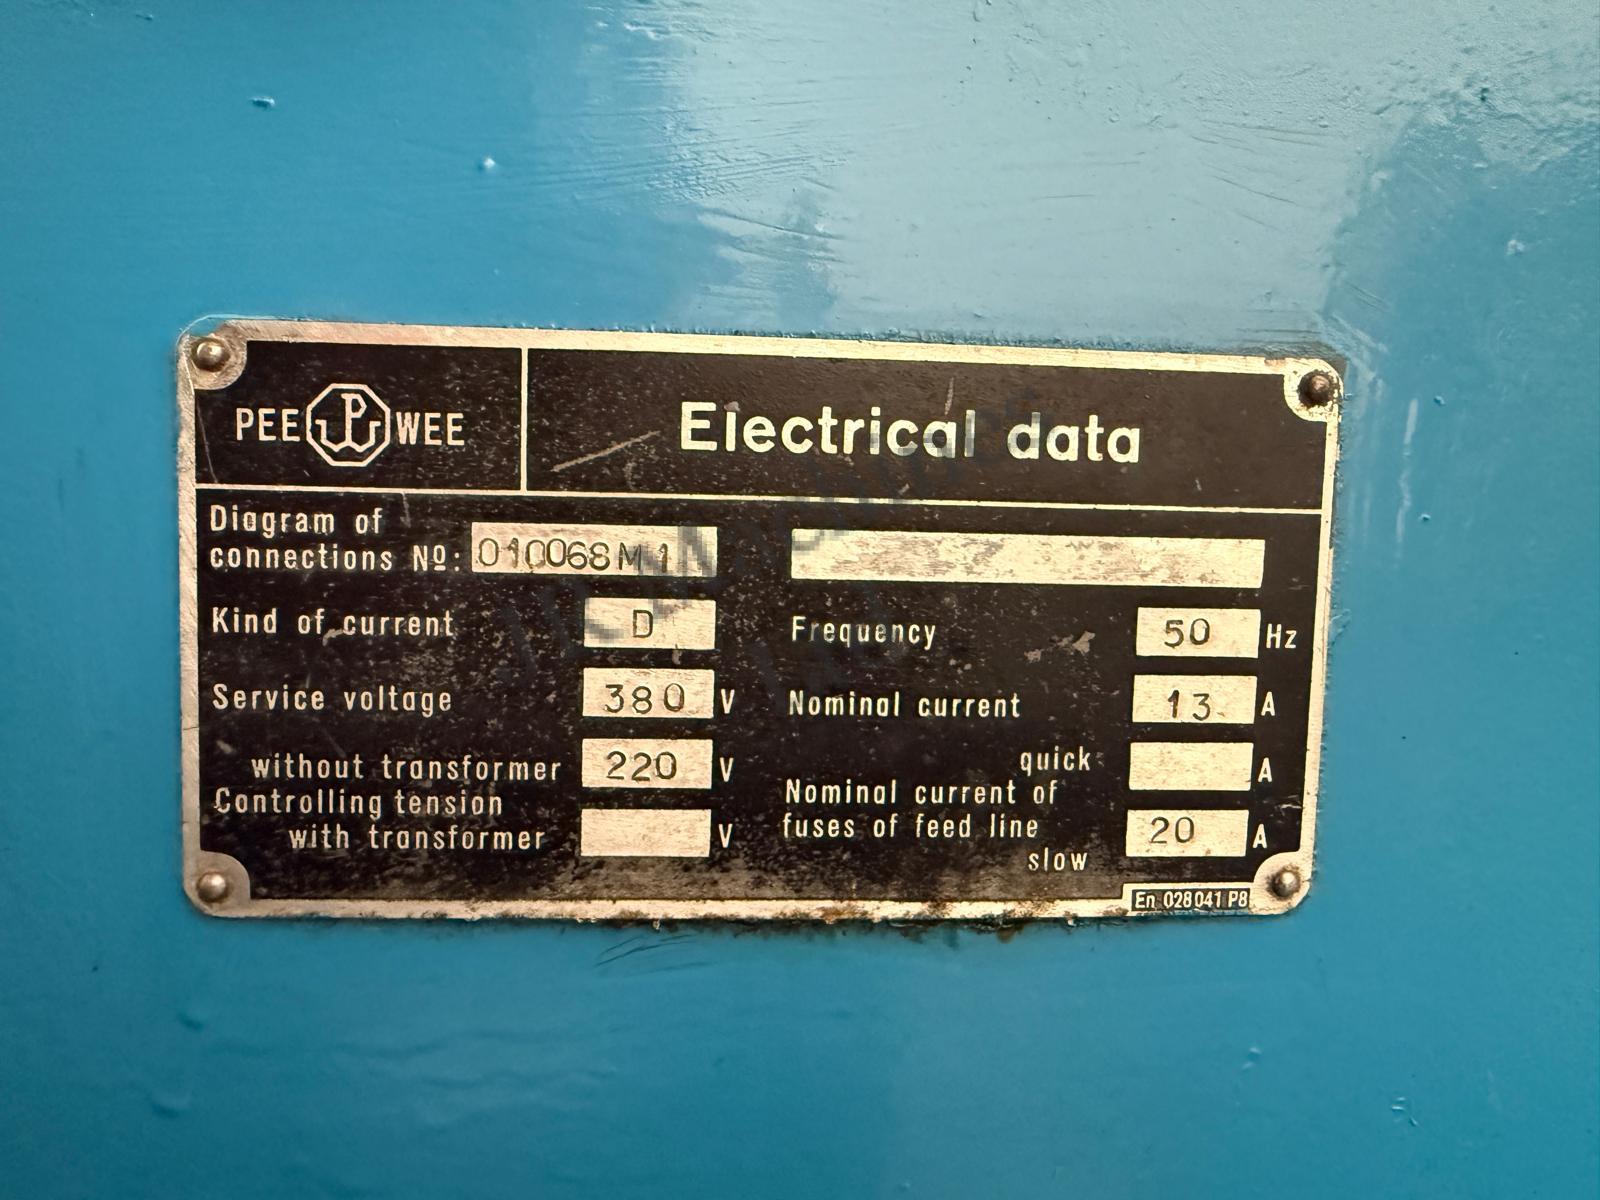 PEE PW WEE
Electrical data
Diagram of
connections Nº: 010068M1
Kind of current D
Frequency 50 Hz
Service voltage 380 V
Nominal current 13 A
without transformer 220 V
Controlling tension
with transformer V
quick A
Nominal current of
fuses of feed line 20 A
slow
En 028041 P8